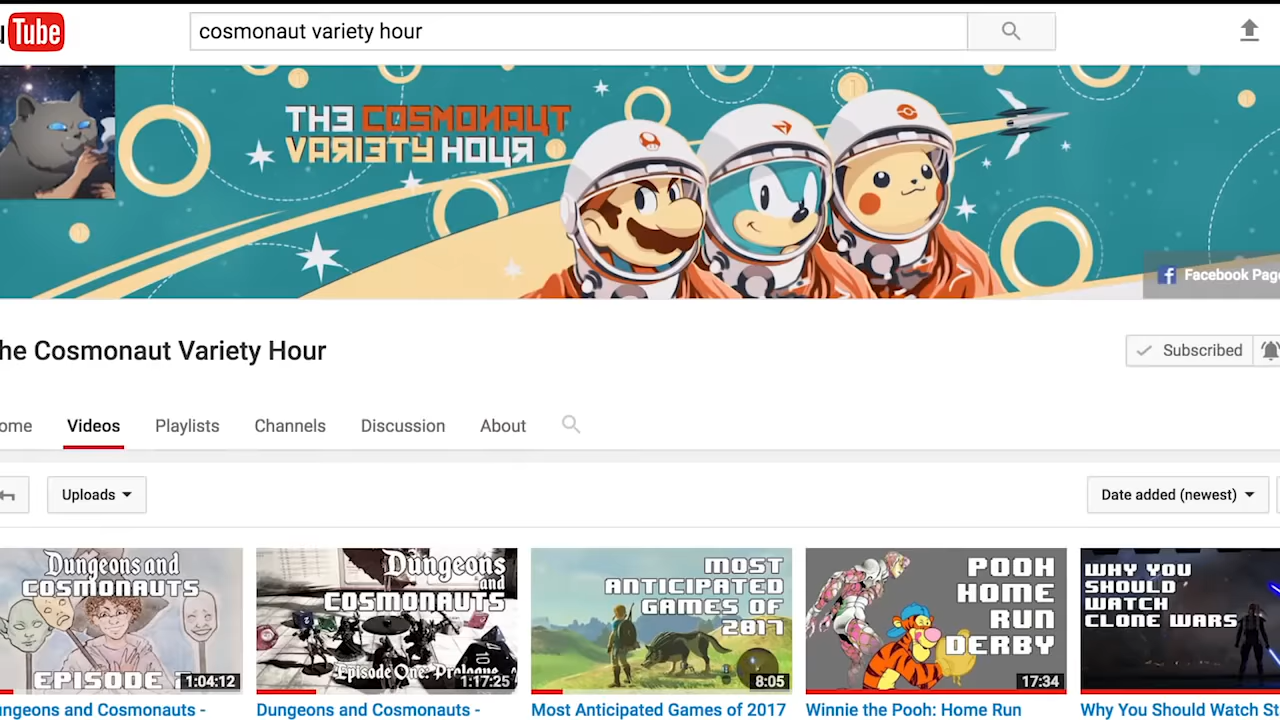 Tube
cosmonaut variety hour
THE COSMONAUT
VARIETY HOUR
Facebook Page
he Cosmonaut Variety Hour
Subscribed
ome
Videos
Playlists
Channels
Discussion
About
Uploads
Date added (newest)
Dungeons and
COSMONAUTS
EPISODE
1:04:12
Dungeons
and
COSMONAUTS
Episode One: Prologue
1:17:25
MOST
ANTICIPATED
GAMES OF
2017
8:05
POOH
HOME
RUN
DERBY
17:34
WHY YOU
SHOULD
WATCH
CLONE WARS
ungeons and Cosmonauts -
Dungeons and Cosmonauts -
Most Anticipated Games of 2017
Winnie the Pooh: Home Run
Why You Should Watch St